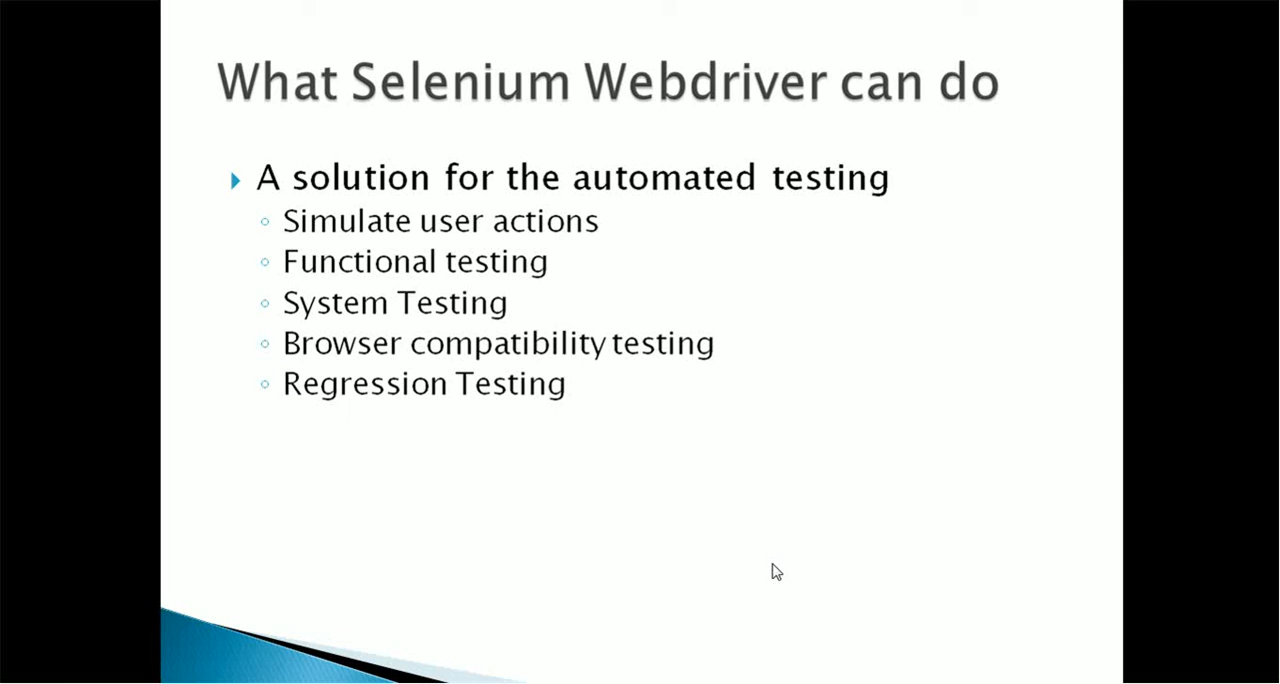 What Selenium Webdriver can do
A solution for the automated testing
Simulate user actions
Functional testing
System Testing
Browser compatibility testing
Regression Testing